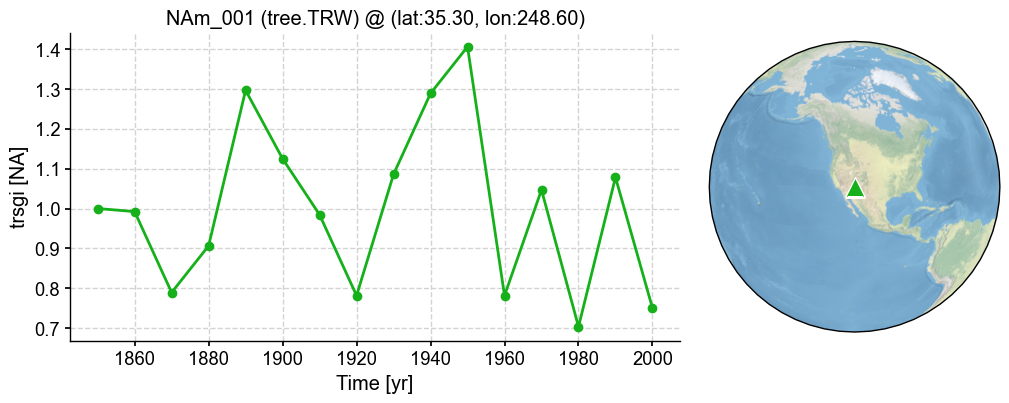 NAm_001 (tree.TRW) @ (lat:35.30, lon:248.60)
trsgi [NA]
1.4
1.3
1.2
1.1
1.0
0.9
0.8
0.7
1860 1880 1900 1920 1940 1960 1980 2000
Time [yr]